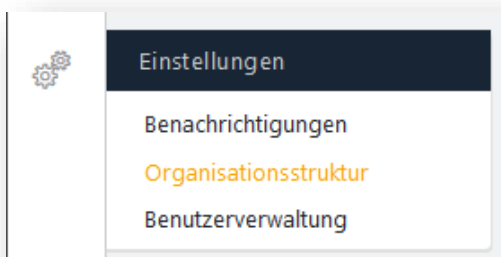 Einstellungen
Benachrichtigungen
Organisationsstruktur
Benutzerverwaltung